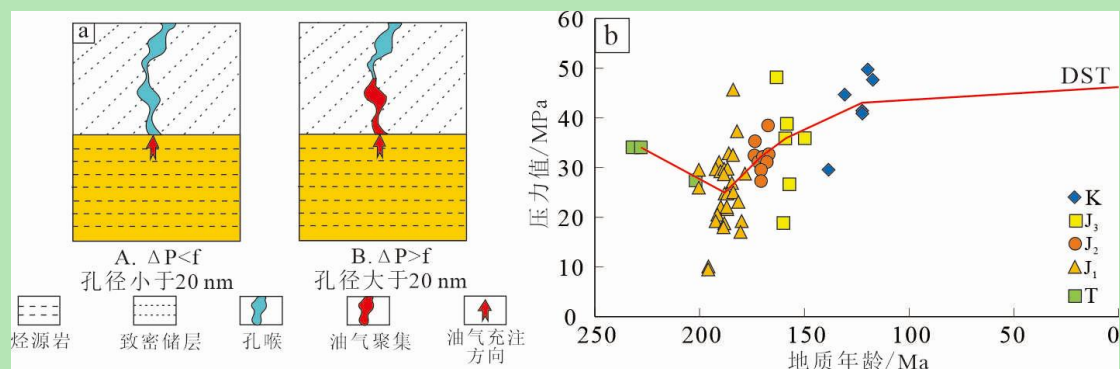 a
A. ΔP<f
孔径小于20 nm
B. ΔP>f
孔径大于20 nm
烃源岩
致密储层
孔喉
油气聚集
油气充注
方向
b
压力值/MPa
60
50
40
30
20
10
0
250
200
150
100
50
0
地质年龄/Ma
DST
K
J₃
J₂
J₁
T